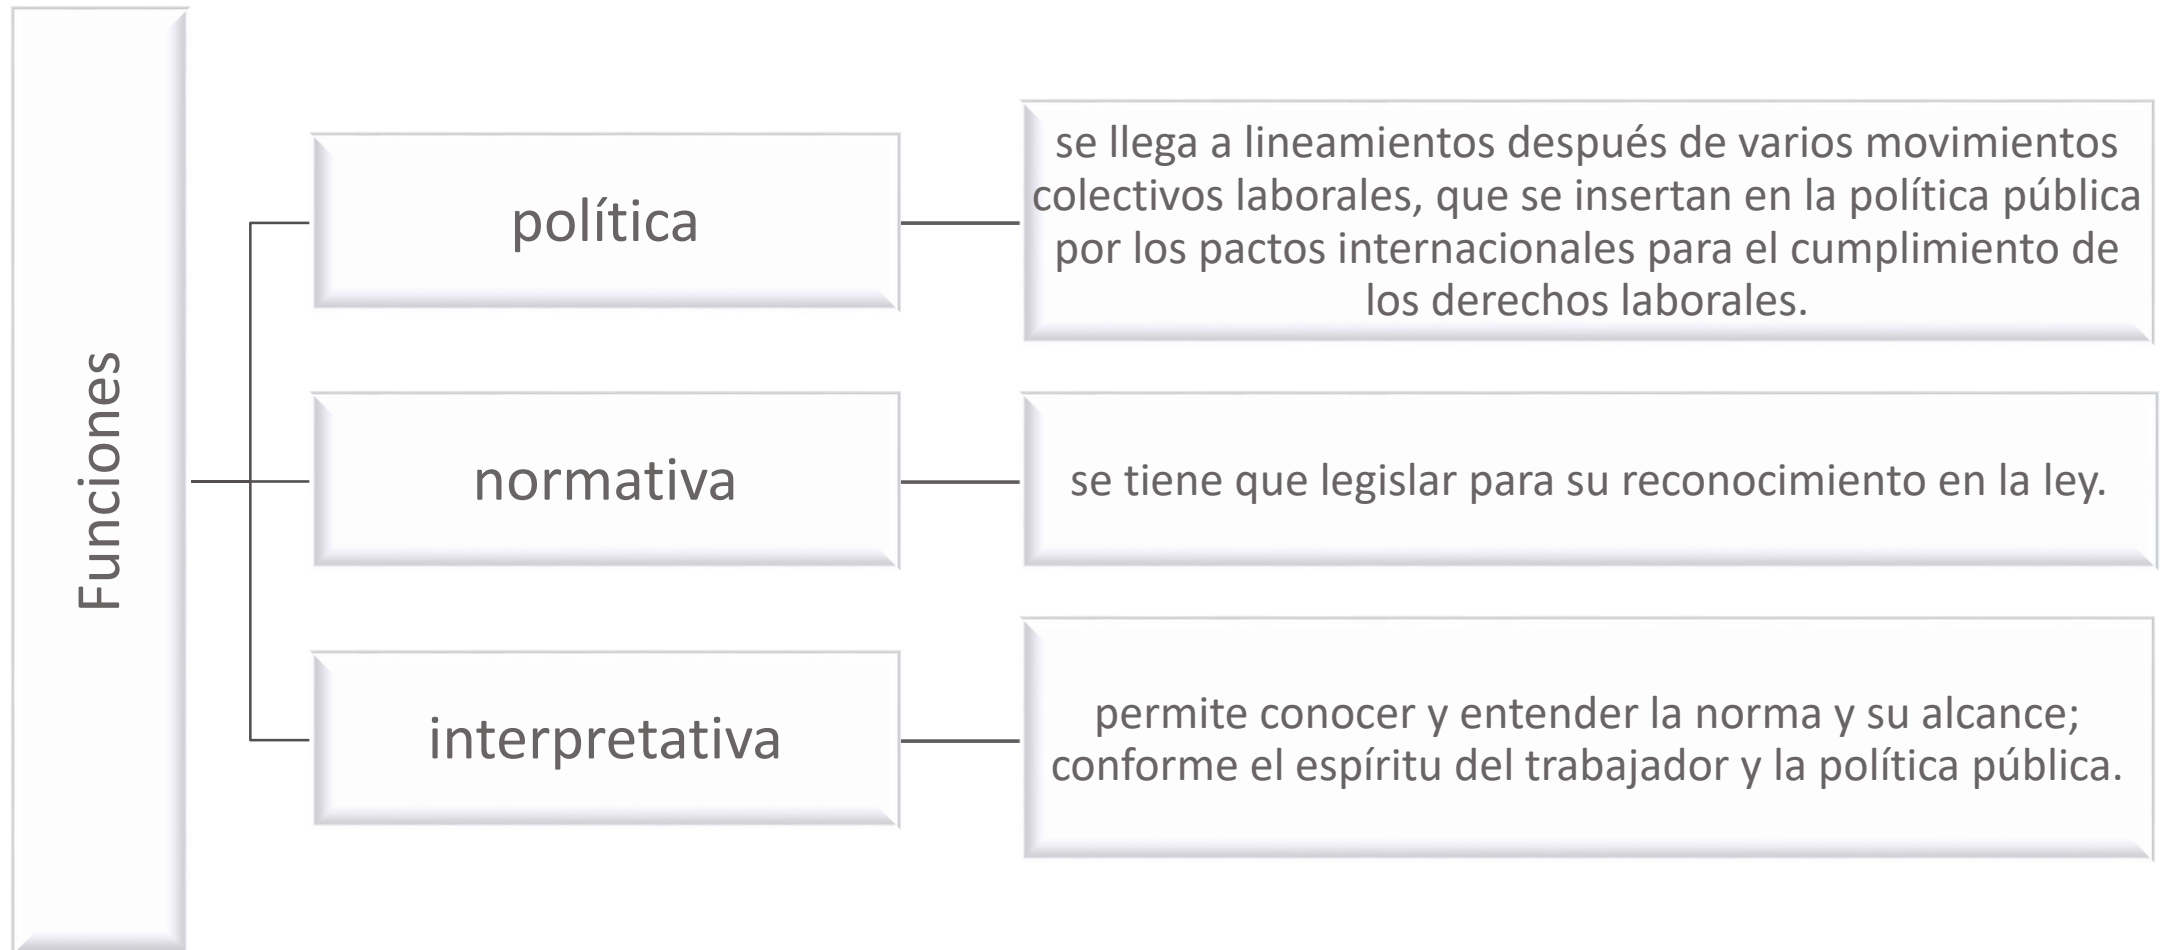 Funciones
política
se llega a lineamientos después de varios movimientos
colectivos laborales, que se insertan en la política pública
por los pactos internacionales para el cumplimiento de
los derechos laborales.
normativa
se tiene que legislar para su reconocimiento en la ley.
interpretativa
permite conocer y entender la norma y su alcance;
conforme el espíritu del trabajador y la política pública.